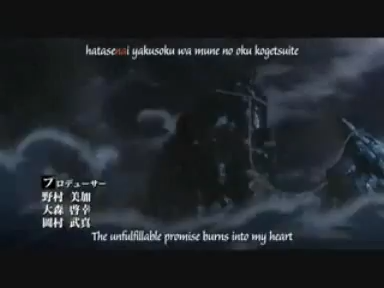 hatasenai yakusoku wa mune no oku kogetsuite
プロデューサー
野村 美加
大森 啓幸
岡村 武真
The unfulfillable promise burns into my heart